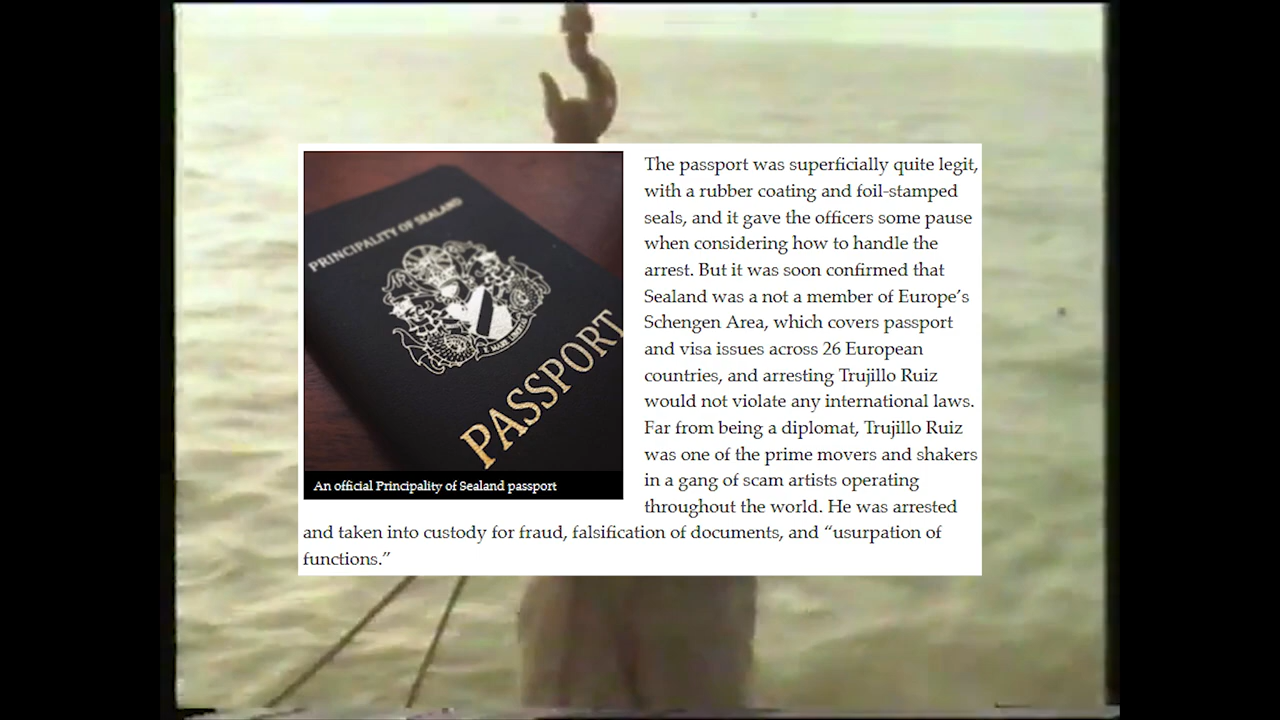 PRINCIPALITY OF SEALAND
E MARE LIBERTAS
PASSPORT
An official Principality of Sealand passport
The passport was superficially quite legit,
with a rubber coating and foil-stamped
seals, and it gave the officers some pause
when considering how to handle the
arrest. But it was soon confirmed that
Sealand was a not a member of Europe’s
Schengen Area, which covers passport
and visa issues across 26 European
countries, and arresting Trujillo Ruiz
would not violate any international laws.
Far from being a diplomat, Trujillo Ruiz
was one of the prime movers and shakers
in a gang of scam artists operating
throughout the world. He was arrested
and taken into custody for fraud, falsification of documents, and “usurpation of
functions.”